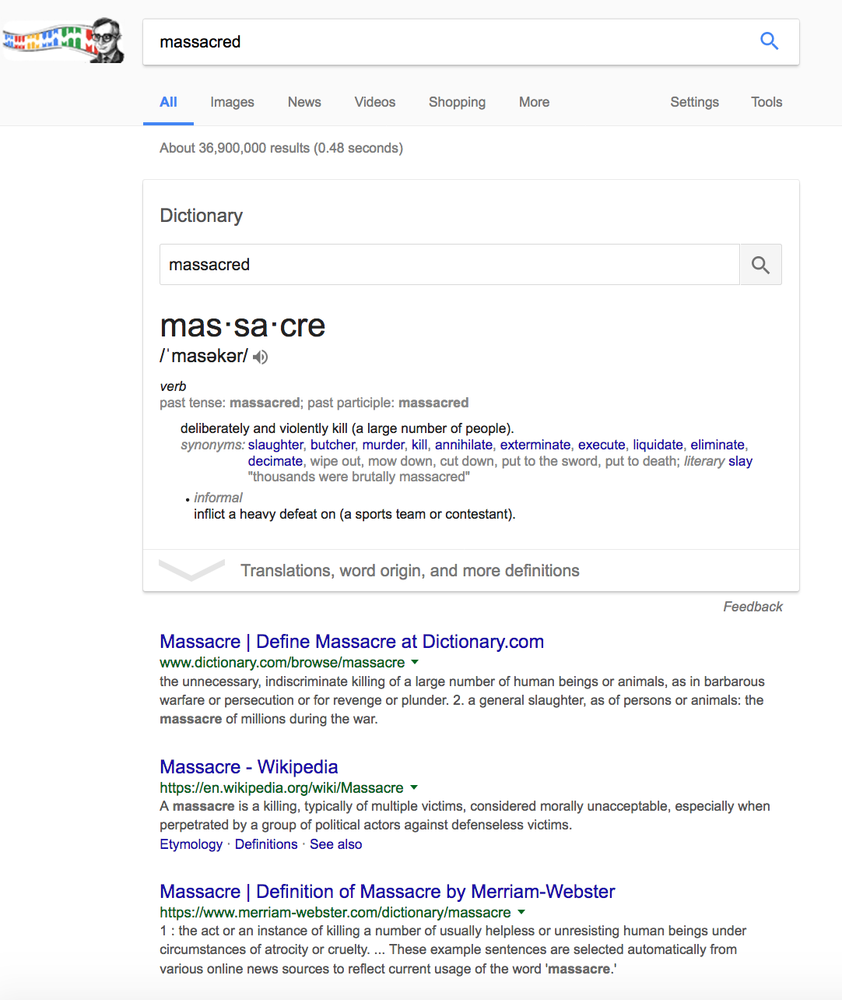 massacred
All Images News Videos Shopping More Settings Tools
About 36,900,000 results (0.48 seconds)
Dictionary
massacred
mas·sa·cre
/ˈmasəkər/
verb
past tense: massacred; past participle: massacred
deliberately and violently kill (a large number of people).
synonyms: slaughter, butcher, murder, kill, annihilate, exterminate, execute, liquidate, eliminate,
decimate, wipe out, mow down, cut down, put to the sword, put to death; literary slay
"thousands were brutally massacred"
• informal
inflict a heavy defeat on (a sports team or contestant).
Translations, word origin, and more definitions
Feedback
Massacre | Define Massacre at Dictionary.com
www.dictionary.com/browse/massacre
the unnecessary, indiscriminate killing of a large number of human beings or animals, as in barbarous
warfare or persecution or for revenge or plunder. 2. a general slaughter, as of persons or animals: the
massacre of millions during the war.
Massacre - Wikipedia
https://en.wikipedia.org/wiki/Massacre
A massacre is a killing, typically of multiple victims, considered morally unacceptable, especially when
perpetrated by a group of political actors against defenseless victims.
Etymology · Definitions · See also
Massacre | Definition of Massacre by Merriam-Webster
https://www.merriam-webster.com/dictionary/massacre
1 : the act or an instance of killing a number of usually helpless or unresisting human beings under
circumstances of atrocity or cruelty. ... These example sentences are selected automatically from
various online news sources to reflect current usage of the word 'massacre.'